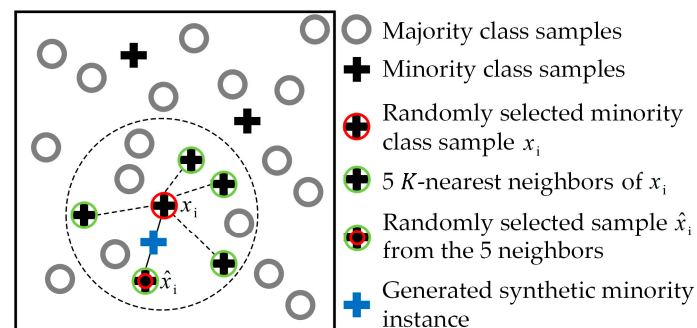 Majority class samples
Minority class samples
Randomly selected minority
class sample xᵢ
5 K-nearest neighbors of xᵢ
Randomly selected sample x̂ᵢ
from the 5 neighbors
Generated synthetic minority
instance
xᵢ
x̂ᵢ